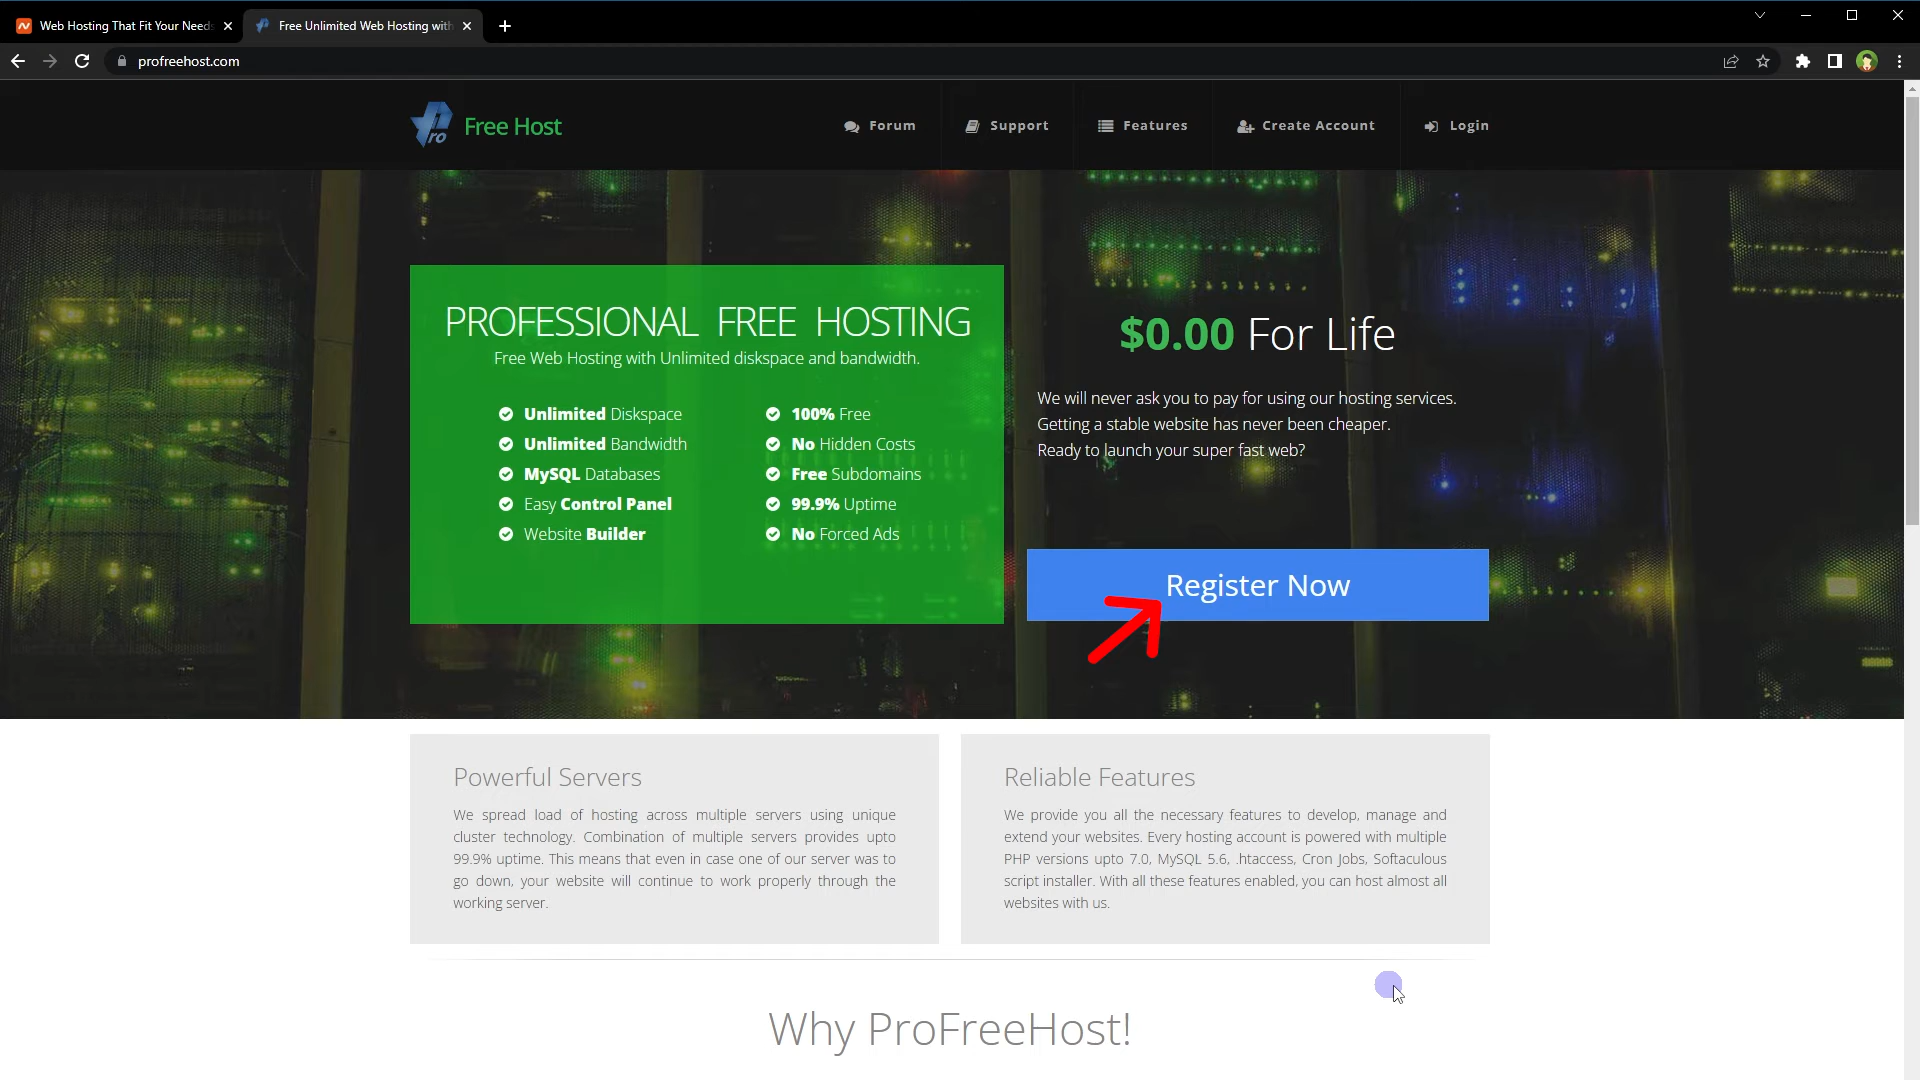 Web Hosting That Fit Your Needs
Free Unlimited Web Hosting with
profreehost.com
Pro
Free Host
Forum
Support
Features
Create Account
Login
PROFESSIONAL FREE HOSTING
Free Web Hosting with Unlimited diskspace and bandwidth.
Unlimited Diskspace
Unlimited Bandwidth
MySQL Databases
Easy Control Panel
Website Builder
100% Free
No Hidden Costs
Free Subdomains
99.9% Uptime
No Forced Ads
$0.00 For Life
We will never ask you to pay for using our hosting services.
Getting a stable website has never been cheaper.
Ready to launch your super fast web?
Register Now
Powerful Servers
We spread load of hosting across multiple servers using unique
cluster technology. Combination of multiple servers provides upto
99.9% uptime. This means that even in case one of our server was to
go down, your website will continue to work properly through the
working server.
Reliable Features
We provide you all the necessary features to develop, manage and
extend your websites. Every hosting account is powered with multiple
PHP versions upto 7.0, MySQL 5.6, .htaccess, Cron Jobs, Softaculous
script installer. With all these features enabled, you can host almost all
websites with us.
Why ProFreeHost!